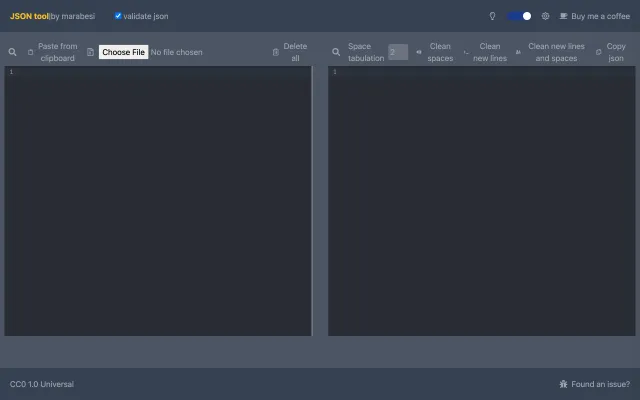 JSON tool|by marabesi validate json Buy me a coffee
Paste from clipboard Choose File No file chosen Delete all
Space tabulation 2 Clean spaces Clean new lines Clean new lines and spaces Copy json
1
1
CC0 1.0 Universal Found an issue?